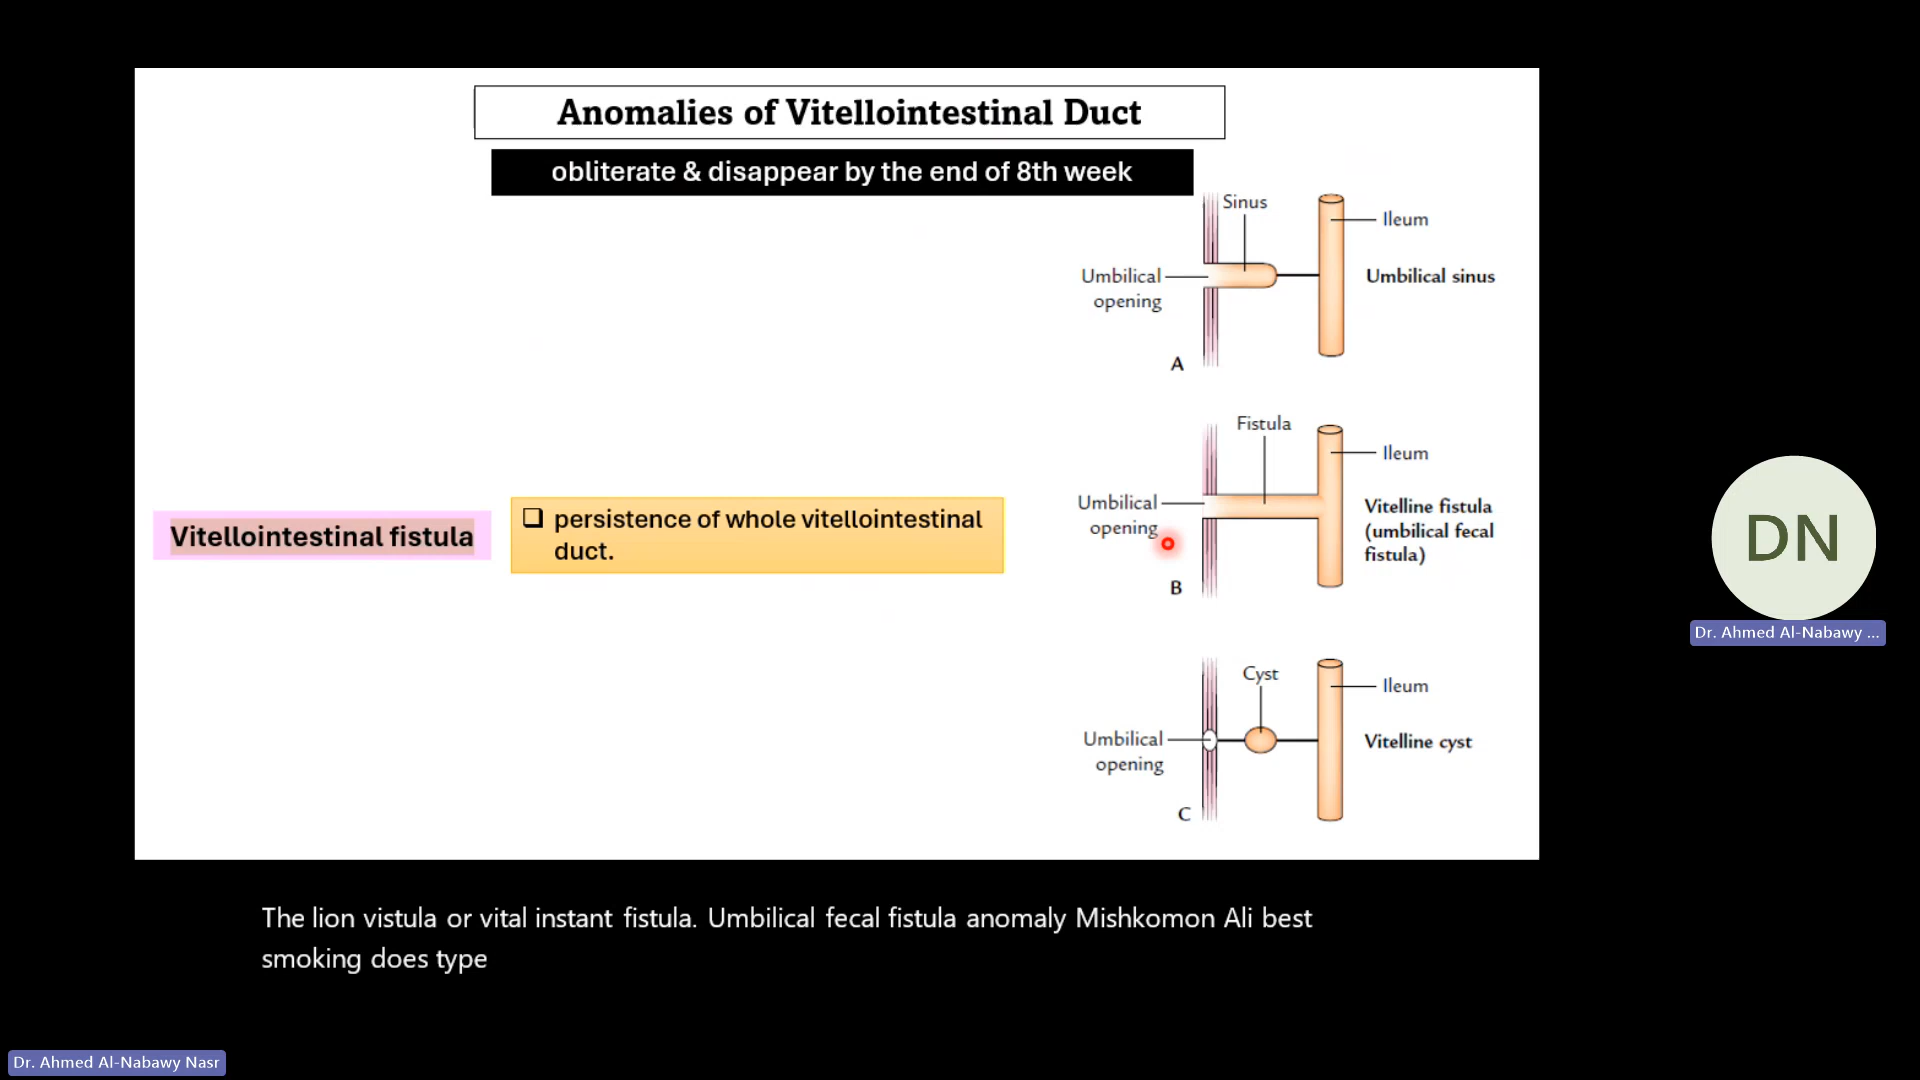 Anomalies of Vitellointestinal Duct
obliterate & disappear by the end of 8th week
Sinus
Ileum
Umbilical
opening
Umbilical sinus
A
Vitellointestinal fistula
❑ persistence of whole vitellointestinal
duct.
Fistula
Ileum
Umbilical
opening
Vitelline fistula
(umbilical fecal
fistula)
B
Cyst
Ileum
Umbilical
opening
Vitelline cyst
C
DN
Dr. Ahmed Al-Nabawy ...
The lion vistula or vital instant fistula. Umbilical fecal fistula anomaly Mishkomon Ali best
smoking does type
Dr. Ahmed Al-Nabawy Nasr